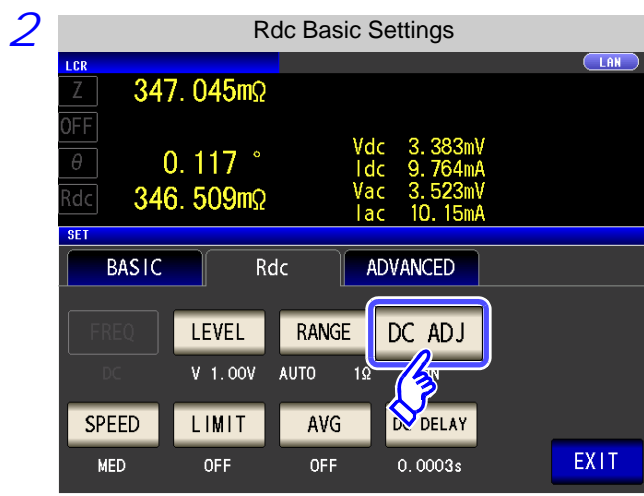 2
Rdc Basic Settings
LCR LAN
Z 347.045mΩ
OFF
θ 0.117 °
Rdc 346.509mΩ
Vdc 3.383mV
Idc 9.764mA
Vac 3.523mV
Iac 10.15mA
SET
BASIC Rdc ADVANCED
FREQ LEVEL RANGE DC ADJ
DC V 1.00V AUTO 1Ω
SPEED LIMIT AVG DC DELAY
MED OFF OFF 0.0003s
EXIT